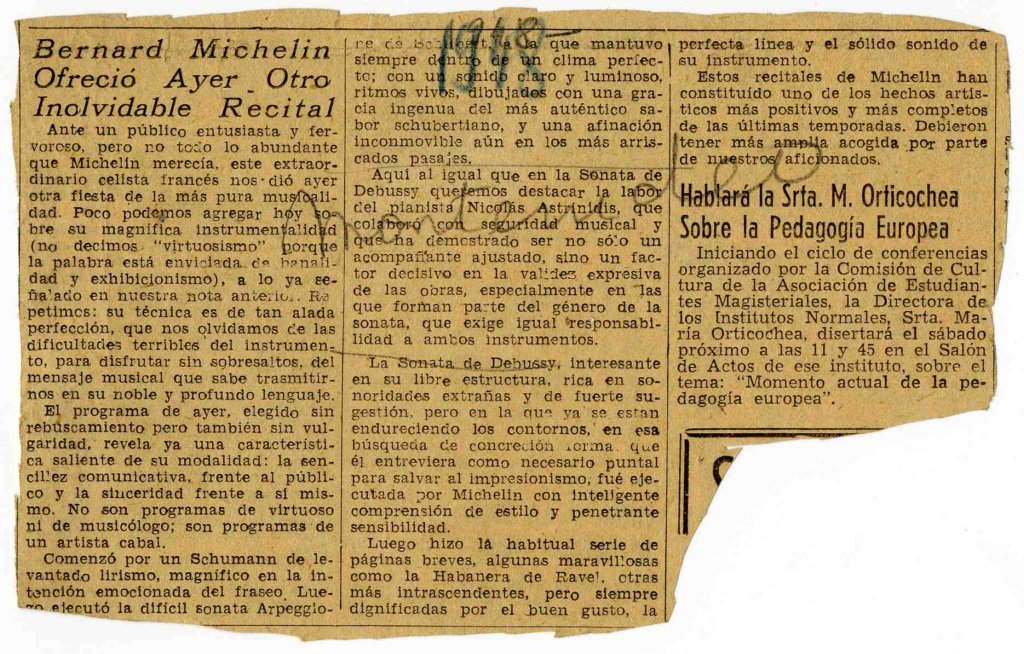 Bernard Michelin
Ofreció Ayer Otro
Inolvidable Recital
Ante un público entusiasta y fer-
voroso, pero no todo lo abundante
que Michelin merecía, este extraor-
dinario celista francés nos dió ayer
otra fiesta de la más pura musicali-
dad. Poco podemos agregar hoy so-
bre su magnífica instrumentalidad
(no decimos "virtuosismo" porque
la palabra está enviciada de banali-
dad y exhibicionismo), a lo ya se-
ñalado en nuestra nota anterior. Re
petimos: su técnica es de tan alada
perfección, que nos olvidamos de las
dificultades terribles del instrumen-
to, para disfrutar sin sobresaltos, del
mensaje musical que sabe trasmitir-
nos en su noble y profundo lenguaje.
El programa de ayer, elegido sin
rebuscamiento pero también sin vul-
garidad, revela ya una característi-
ca saliente de su modalidad: la sen-
cillez comunicativa, frente al públi-
co y la sinceridad frente a sí mis-
mo. No son programas de virtuoso
ni de musicólogo; son programas de
un artista cabal.
Comenzó por un Schumann de le-
vantado lirismo, magnífico en la in-
tención emocionada del fraseo. Lue-
go ejecutó la difícil sonata Arpeggio-
1948
ne de a la que mantuvo
siempre dentro de un clima perfec-
to; con un sonido claro y luminoso,
ritmos vivos, dibujados con una gra-
cia ingenua del más auténtico sa-
bor schubertiano, y una afinación
inconmovible aún en los más arris-
cados pasajes.
Aquí al igual que en la Sonata de
Debussy queremos destacar la labor
del pianista Nicolás Astrinidis, que
colaboró con seguridad musical y
que ha demostrado ser no sólo un
acompañante ajustado, sino un fac-
tor decisivo en la validez expresiva
de las obras, especialmente en las
que forman parte del género de la
sonata, que exige igual responsabi-
lidad a ambos instrumentos.
La Sonata de Debussy, interesante
en su libre estructura, rica en so-
noridades extrañas y de fuerte su-
gestión, pero en la que ya se están
endureciendo los contornos, en esa
búsqueda de concreción forma. que
él entreviera como necesario puntal
para salvar al impresionismo, fué eje-
cutada por Michelin con inteligente
comprensión de estilo y penetrante
sensibilidad.
Luego hizo lá habitual serie de
páginas breves, algunas maravillosas
como la Habanera de Ravel, otras
más intrascendentes, pero siempre
dignificadas por el buen gusto, la
perfecta línea y el sólido sonido de
su instrumento.
Estos recitales de Michelin han
constituído uno de los hechos artís-
ticos más positivos y más completos
de las últimas temporadas. Debieron
tener más amplia acogida por parte
de nuestros aficionados.
Hablará la Srta. M. Orticochea
Sobre la Pedagogía Europea
Iniciando el ciclo de conferencias
organizado por la Comisión de Cul-
tura de la Asociación de Estudian-
tes Magisteriales, la Directora de
los Institutos Normales, Srta. Ma-
ría Orticochea, disertará el sábado
próximo a las 11 y 45 en el Salón
de Actos de ese instituto, sobre el
tema: "Momento actual de la pe-
dagogía europea".